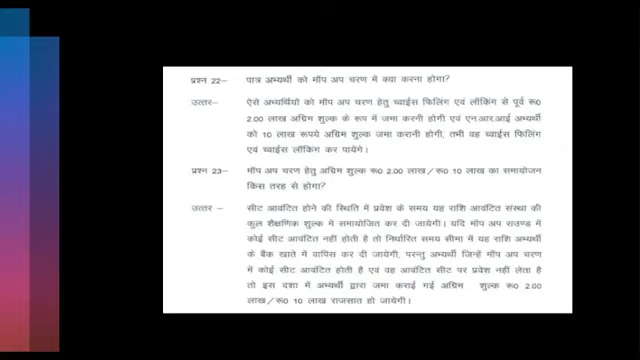 प्रश्न 22– पात्र अभ्यर्थी को मॉप अप चरण में क्या करना होगा?
उत्तर– ऐसे अभ्यर्थियों को मॉप अप चरण हेतु च्वाईस फिलिंग एवं लॉकिंग से पूर्व रू0
2.00 लाख अग्रिम शुल्क के रूप में जमा करनी होगी एवं एन.आर.आई अभ्यर्थी
को 10 लाख रूपये अग्रिम शुल्क जमा करानी होगी, तभी वह च्वाईस फिलिंग
एवं च्वाईस लॉकिंग कर पायेंगे।
प्रश्न 23– मॉप अप चरण हेतु अग्रिम शुल्क रू0 2.00 लाख/रू0 10 लाख का समायोजन
किस तरह से होगा?
उत्तर – सीट आवंटित होने की स्थिति में प्रवेश के समय यह राशि आवंटित संस्था की
कुल शैक्षणिक शुल्क में समायोजित कर दी जायेगी। यदि मॉप अप राउण्ड में
कोई सीट आवंटित नहीं होती है तो निर्धारित समय सीमा में यह राशि अभ्यर्थी
के बैंक खाते में वापिस कर दी जायेगी, परन्तु अभ्यर्थी जिन्हें मॉप अप चरण
में कोई सीट आवंटित होती है एवं वह आवंटित सीट पर प्रवेश नहीं लेता है
तो इस दशा में अभ्यर्थी द्वारा जमा कराई गई अग्रिम शुल्क रू0 2.00
लाख/रू0 10 लाख राजसात हो जायेगी।